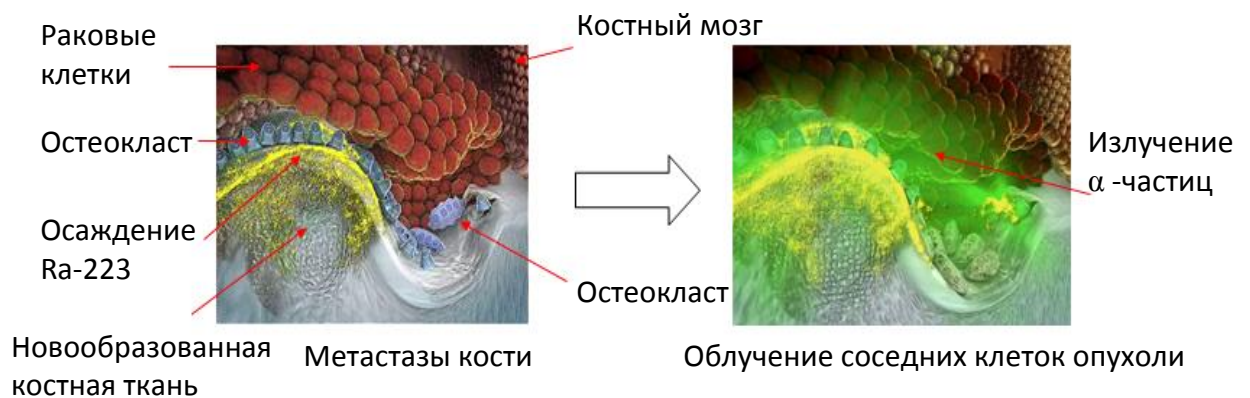 Раковые
клетки
Костный мозг
Остеокласт
Излучение
α -частиц
Осаждение
Ra-223
Остеокласт
Новообразованная
костная ткань
Метастазы кости
Облучение соседних клеток опухоли